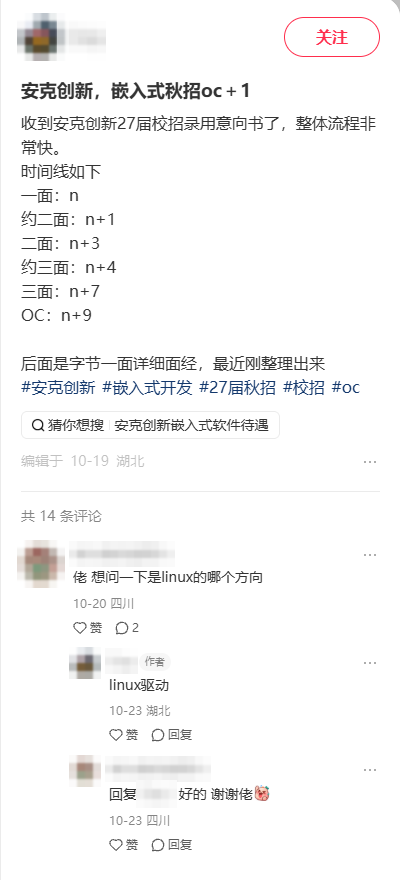 关注
安克创新，嵌入式秋招oc＋1
收到安克创新27届校招录用意向书了，整体流程非
常快。
时间线如下
一面：n
约二面：n+1
二面：n+3
约三面：n+4
三面：n+7
OC：n+9
后面是字节一面详细面经，最近刚整理出来
#安克创新 #嵌入式开发 #27届秋招 #校招 #oc
猜你想搜 安克创新嵌入式软件待遇
编辑于 10-19 湖北
共 14 条评论
佬 想问一下是linux的哪个方向
10-20 四川
赞 2
作者
linux驱动
10-23 湖北
赞 回复
回复 好的 谢谢佬
10-23 四川
赞 回复